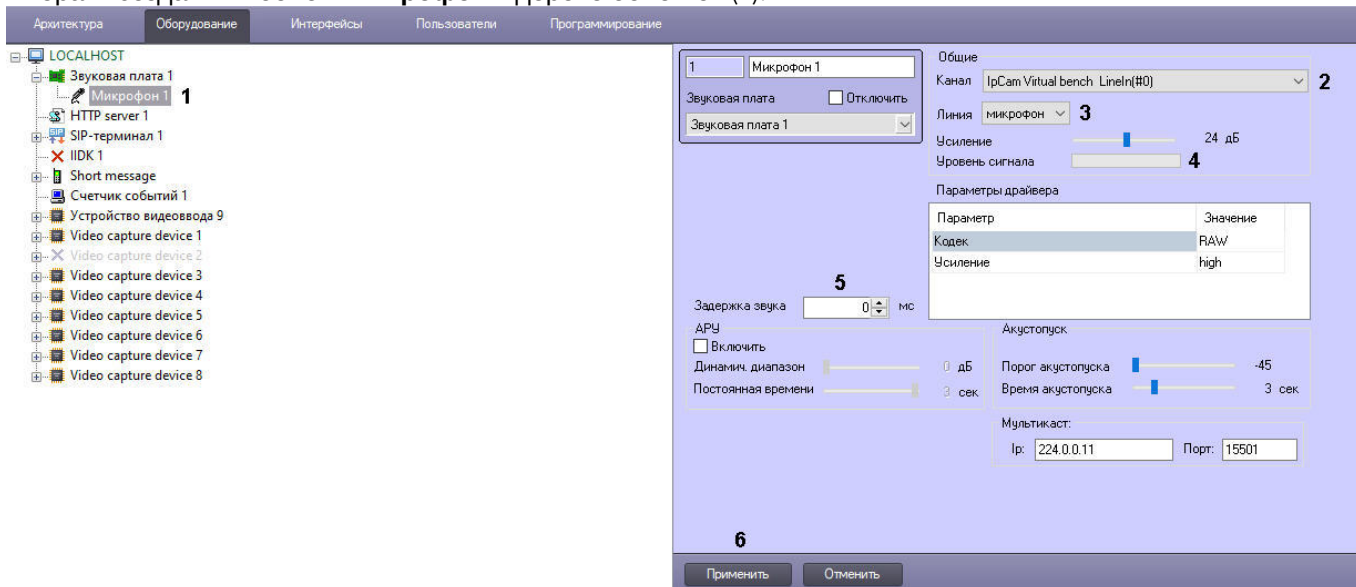 Архитектура Оборудование Интерфейсы Пользователи Программирование
LOCALHOST
Звуковая плата 1
Микрофон 1 1
HTTP server 1
SIP-терминал 1
IIDK 1
Short message
Счетчик событий 1
Устройство видеоввода 9
Video capture device 1
Video capture device 2
Video capture device 3
Video capture device 4
Video capture device 5
Video capture device 6
Video capture device 7
Video capture device 8
1 Микрофон 1
Звуковая плата Отключить
Звуковая плата 1
Общие
Канал IpCam Virtual bench LineIn(#0) 2
Линия микрофон 3
Усиление 24 дБ
Уровень сигнала 4
Параметры драйвера
Параметр Значение
Кодек RAW
Усиление high
5
Задержка звука 0 мс
АРУ
Включить
Динамич. диапазон 0 дБ
Постоянная времени 3 сек
Акустопуск
Порог акустопуска -45
Время акустопуска 3 сек
Мультикаст:
Ip: 224.0.0.11 Порт: 15501
6
Применить Отменить